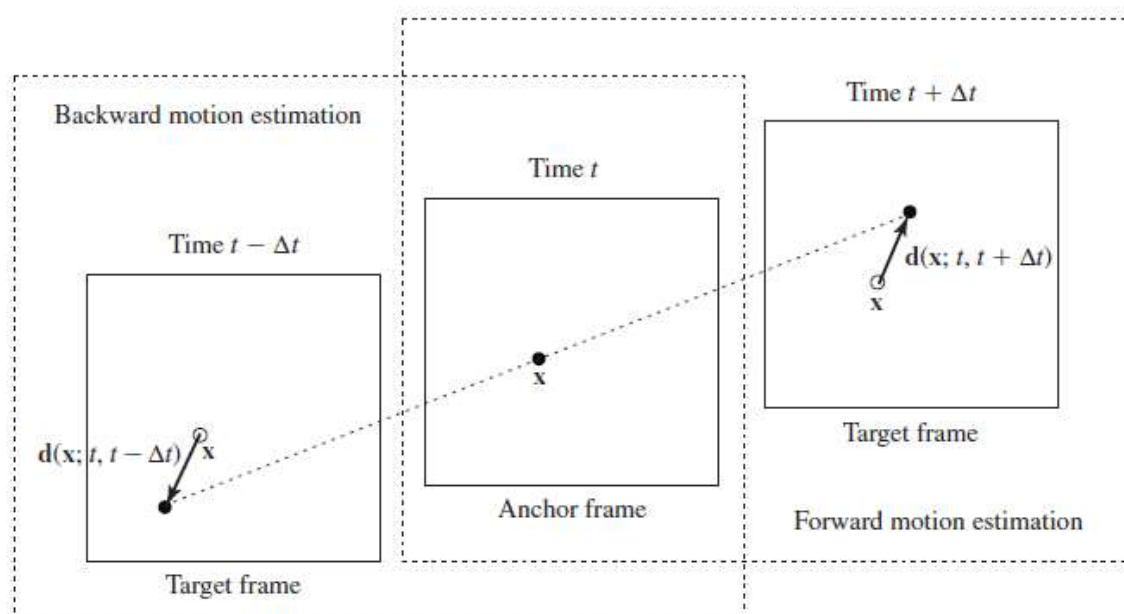 Time t + Δt
Backward motion estimation
Time t
Time t − Δt
d(x; t, t + Δt)
x
x
x
d(x; t, t − Δt)
Target frame
Anchor frame
Forward motion estimation
Target frame